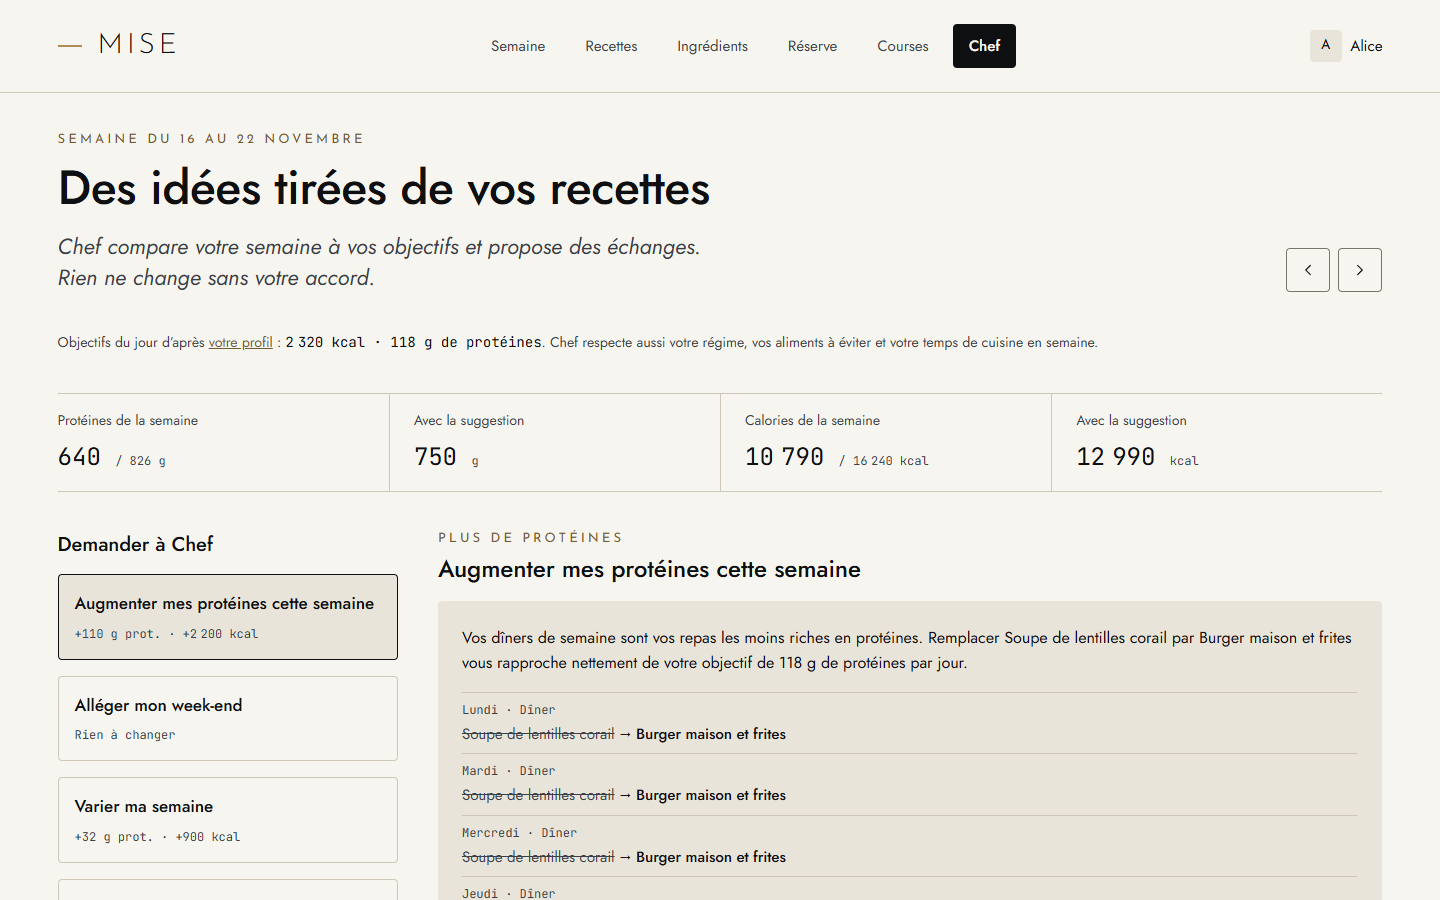 — MISE
Semaine
Recettes
Ingrédients
Réserve
Courses
Chef
A
Alice
SEMAINE DU 16 AU 22 NOVEMBRE
Des idées tirées de vos recettes
Chef compare votre semaine à vos objectifs et propose des échanges.
Rien ne change sans votre accord.
Objectifs du jour d’après votre profil : 2 320 kcal · 118 g de protéines. Chef respecte aussi votre régime, vos aliments à éviter et votre temps de cuisine en semaine.
Protéines de la semaine
640 / 826 g
Avec la suggestion
750 g
Calories de la semaine
10 790 / 16 240 kcal
Avec la suggestion
12 990 kcal
Demander à Chef
Augmenter mes protéines cette semaine
+110 g prot. · +2 200 kcal
Alléger mon week-end
Rien à changer
Varier ma semaine
+32 g prot. · +900 kcal
PLUS DE PROTÉINES
Augmenter mes protéines cette semaine
Vos dîners de semaine sont vos repas les moins riches en protéines. Remplacer Soupe de lentilles corail par Burger maison et frites
vous rapproche nettement de votre objectif de 118 g de protéines par jour.
Lundi · Dîner
Soupe de lentilles corail → Burger maison et frites
Mardi · Dîner
Soupe de lentilles corail → Burger maison et frites
Mercredi · Dîner
Soupe de lentilles corail → Burger maison et frites
Jeudi · Dîner